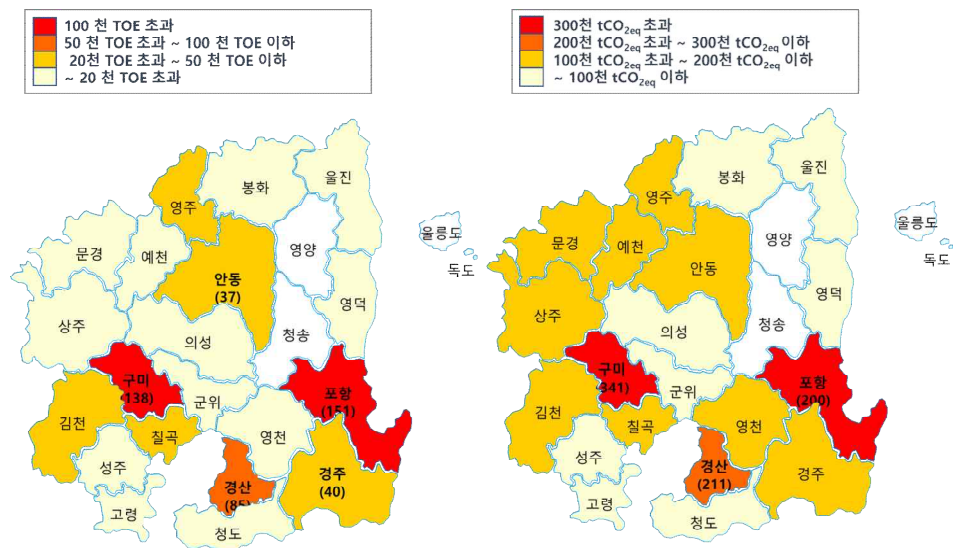 100 천 TOE 초과
50 천 TOE 초과 ~ 100 천 TOE 이하
20천 TOE 초과 ~ 50 천 TOE 이하
~ 20 천 TOE 초과
300천 tCO2eq 초과
200천 tCO2eq 초과 ~ 300천 tCO2eq 이하
100천 tCO2eq 초과 ~ 200천 tCO2eq 이하
~ 100천 tCO2eq 이하
울진
봉화
영주
울릉도
영양
문경
예천
독도
안동
(37)
영덕
상주
청송
의성
구미
(138)
포항
(151)
군위
김천
칠곡
영천
성주
경산
(85)
경주
(40)
고령
청도
울진
봉화
영주
울릉도
영양
문경
예천
독도
안동
영덕
상주
청송
의성
구미
(341)
포항
(200)
군위
김천
칠곡
영천
성주
경산
(211)
경주
고령
청도